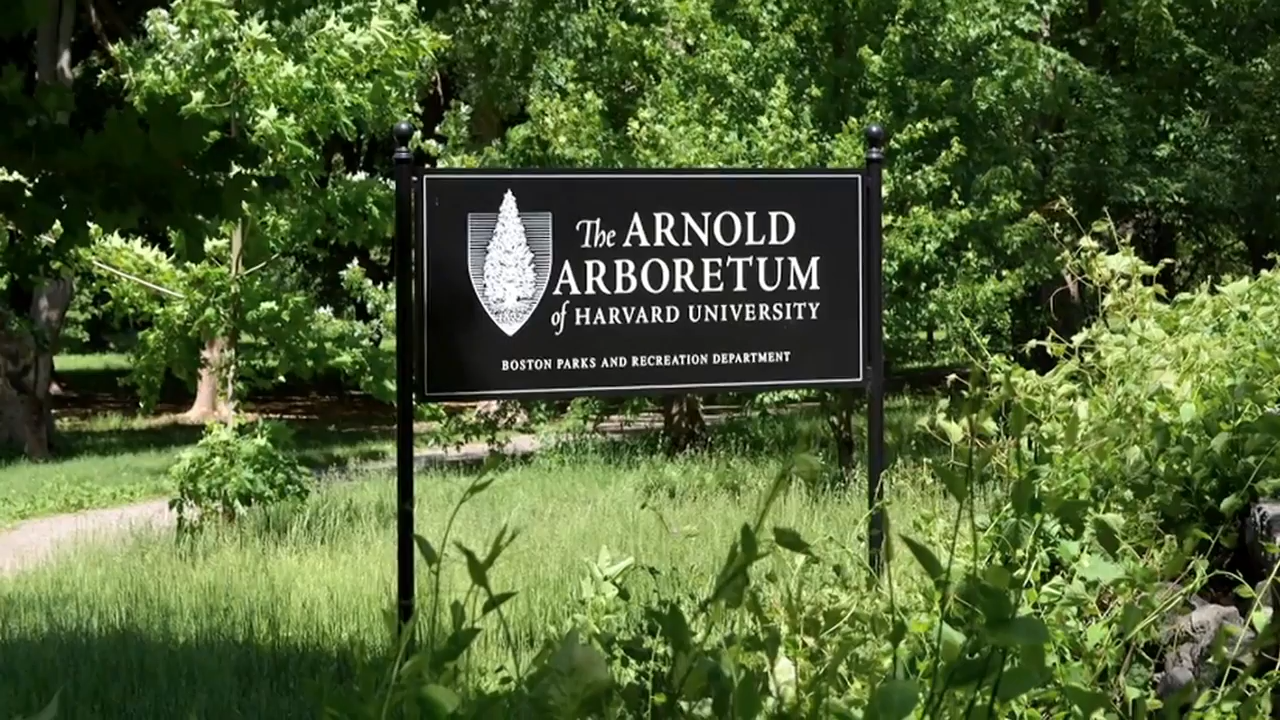 The ARNOLD
ARBORETUM
of HARVARD UNIVERSITY
BOSTON PARKS AND RECREATION DEPARTMENT